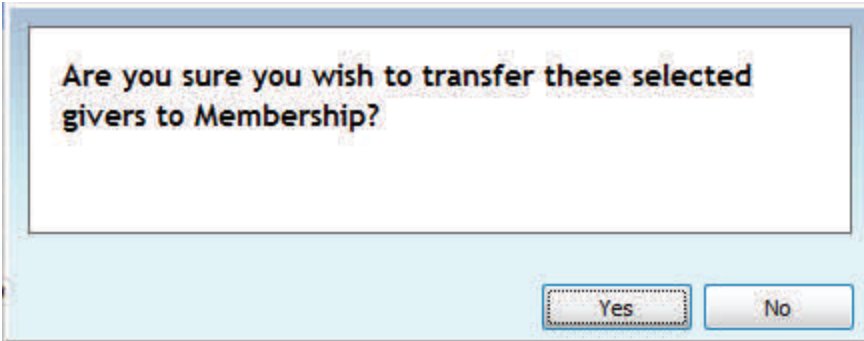 Are you sure you wish to transfer these selected
givers to Membership?
Yes No